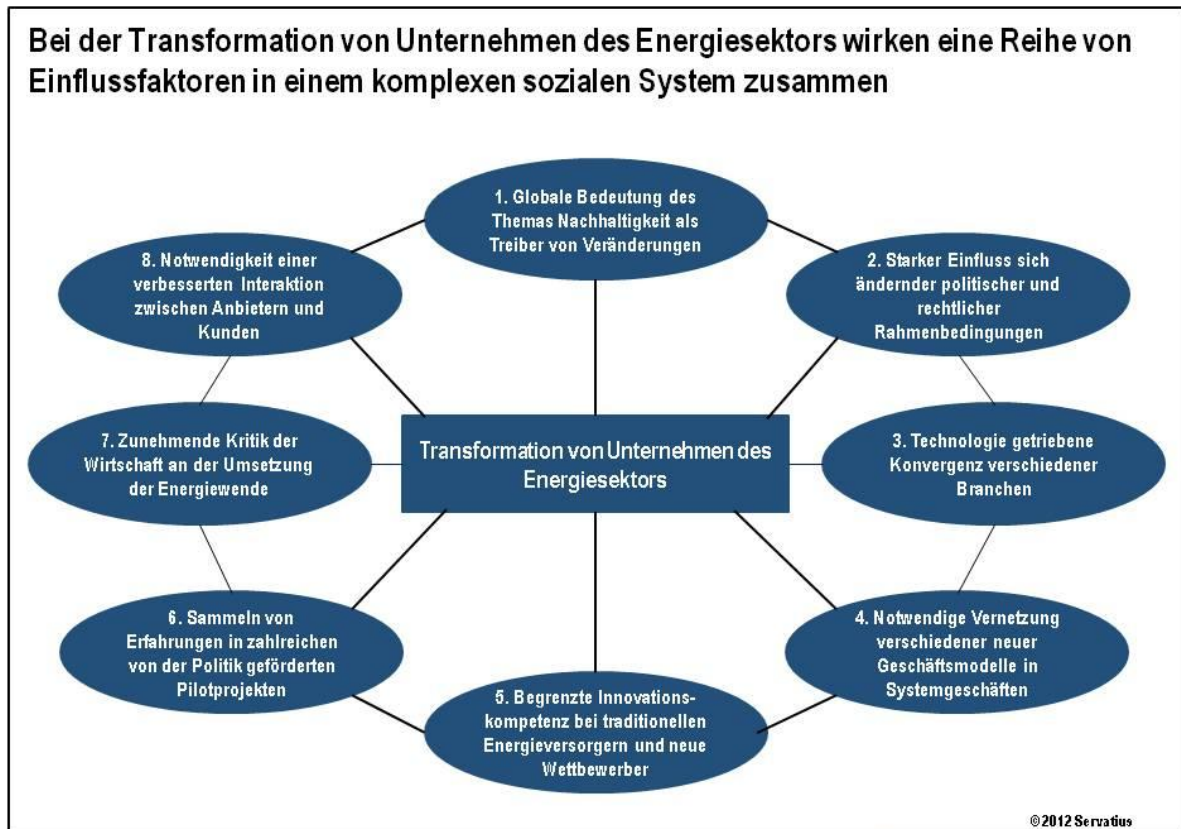 Bei der Transformation von Unternehmen des Energiesektors wirken eine Reihe von
Einflussfaktoren in einem komplexen sozialen System zusammen
1. Globale Bedeutung des
Themas Nachhaltigkeit als
Treiber von Veränderungen
2. Starker Einfluss sich
ändernder politischer und
rechtlicher
Rahmenbedingungen
3. Technologie getriebene
Konvergenz verschiedener
Branchen
4. Notwendige Vernetzung
verschiedener neuer
Geschäftsmodelle in
Systemgeschäften
5. Begrenzte Innovations-
kompetenz bei traditionellen
Energieversorgern und neue
Wettbewerber
6. Sammeln von
Erfahrungen in zahlreichen
von der Politik geförderten
Pilotprojekten
7. Zunehmende Kritik der
Wirtschaft an der Umsetzung
der Energiewende
8. Notwendigkeit einer
verbesserten Interaktion
zwischen Anbietern und
Kunden
Transformation von Unternehmen des
Energiesektors
©2012 Servatius